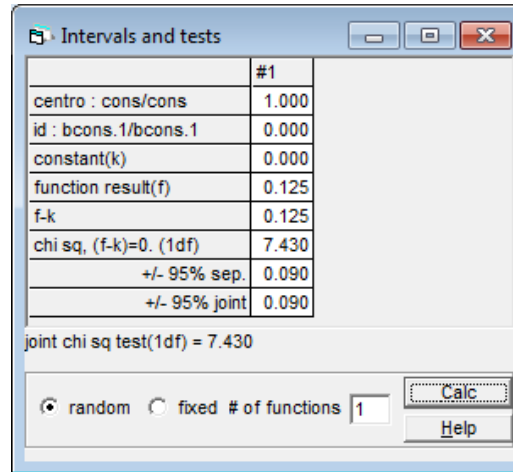 Intervals and tests
#1
centro : cons/cons 1.000
id : bcons.1/bcons.1 0.000
constant(k) 0.000
function result(f) 0.125
f-k 0.125
chi sq, (f-k)=0. (1df) 7.430
+/- 95% sep. 0.090
+/- 95% joint 0.090
joint chi sq test(1df) = 7.430
random fixed # of functions 1 Calc
Help